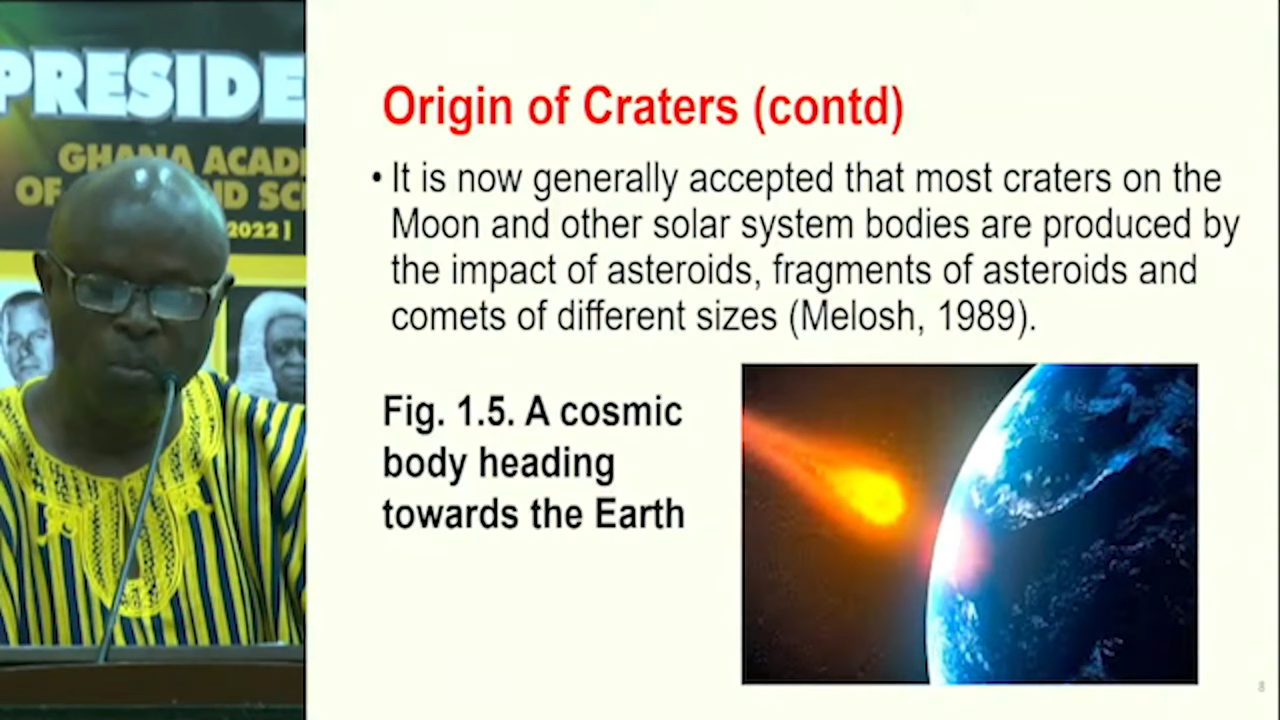 PRESIDE
GHANA ACADE
OF ND SCI
2022 ]
Origin of Craters (contd)
• It is now generally accepted that most craters on the
Moon and other solar system bodies are produced by
the impact of asteroids, fragments of asteroids and
comets of different sizes (Melosh, 1989).
Fig. 1.5. A cosmic
body heading
towards the Earth
8